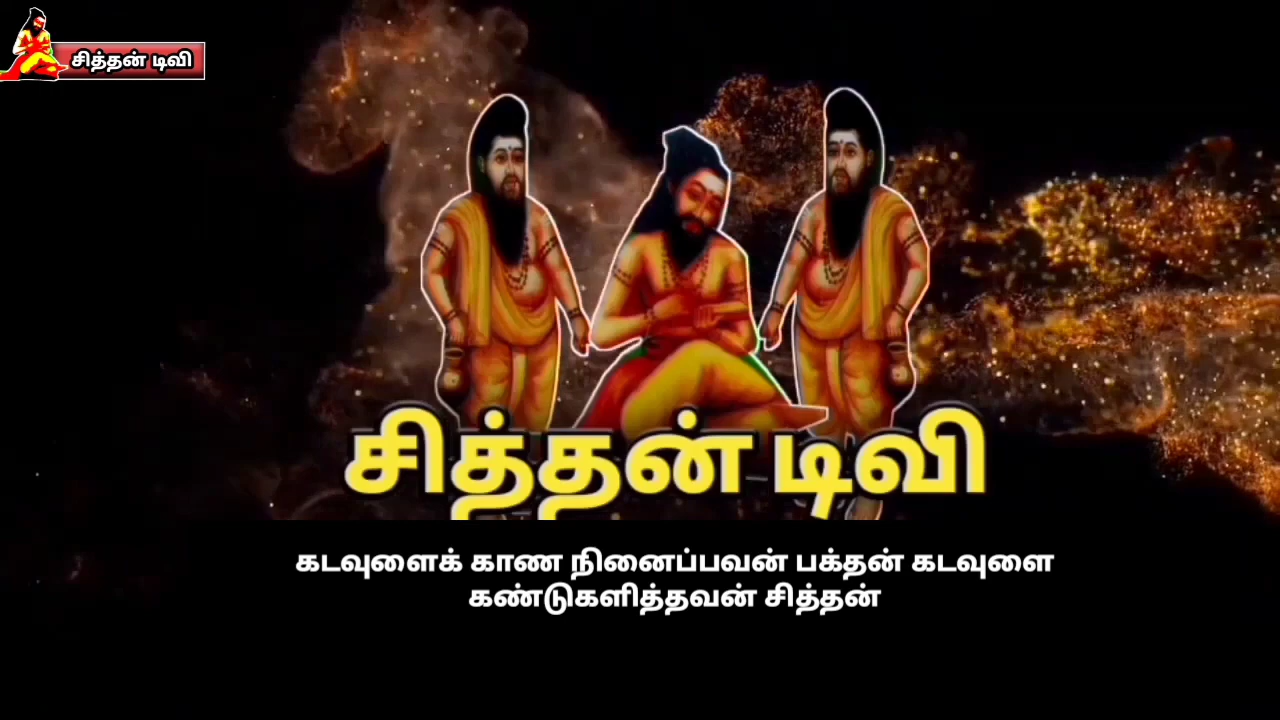 சித்தன் டிவி
சித்தன் டிவி
கடவுளைக் காண நினைப்பவன் பக்தன் கடவுளை
கண்டுகளித்தவன் சித்தன்